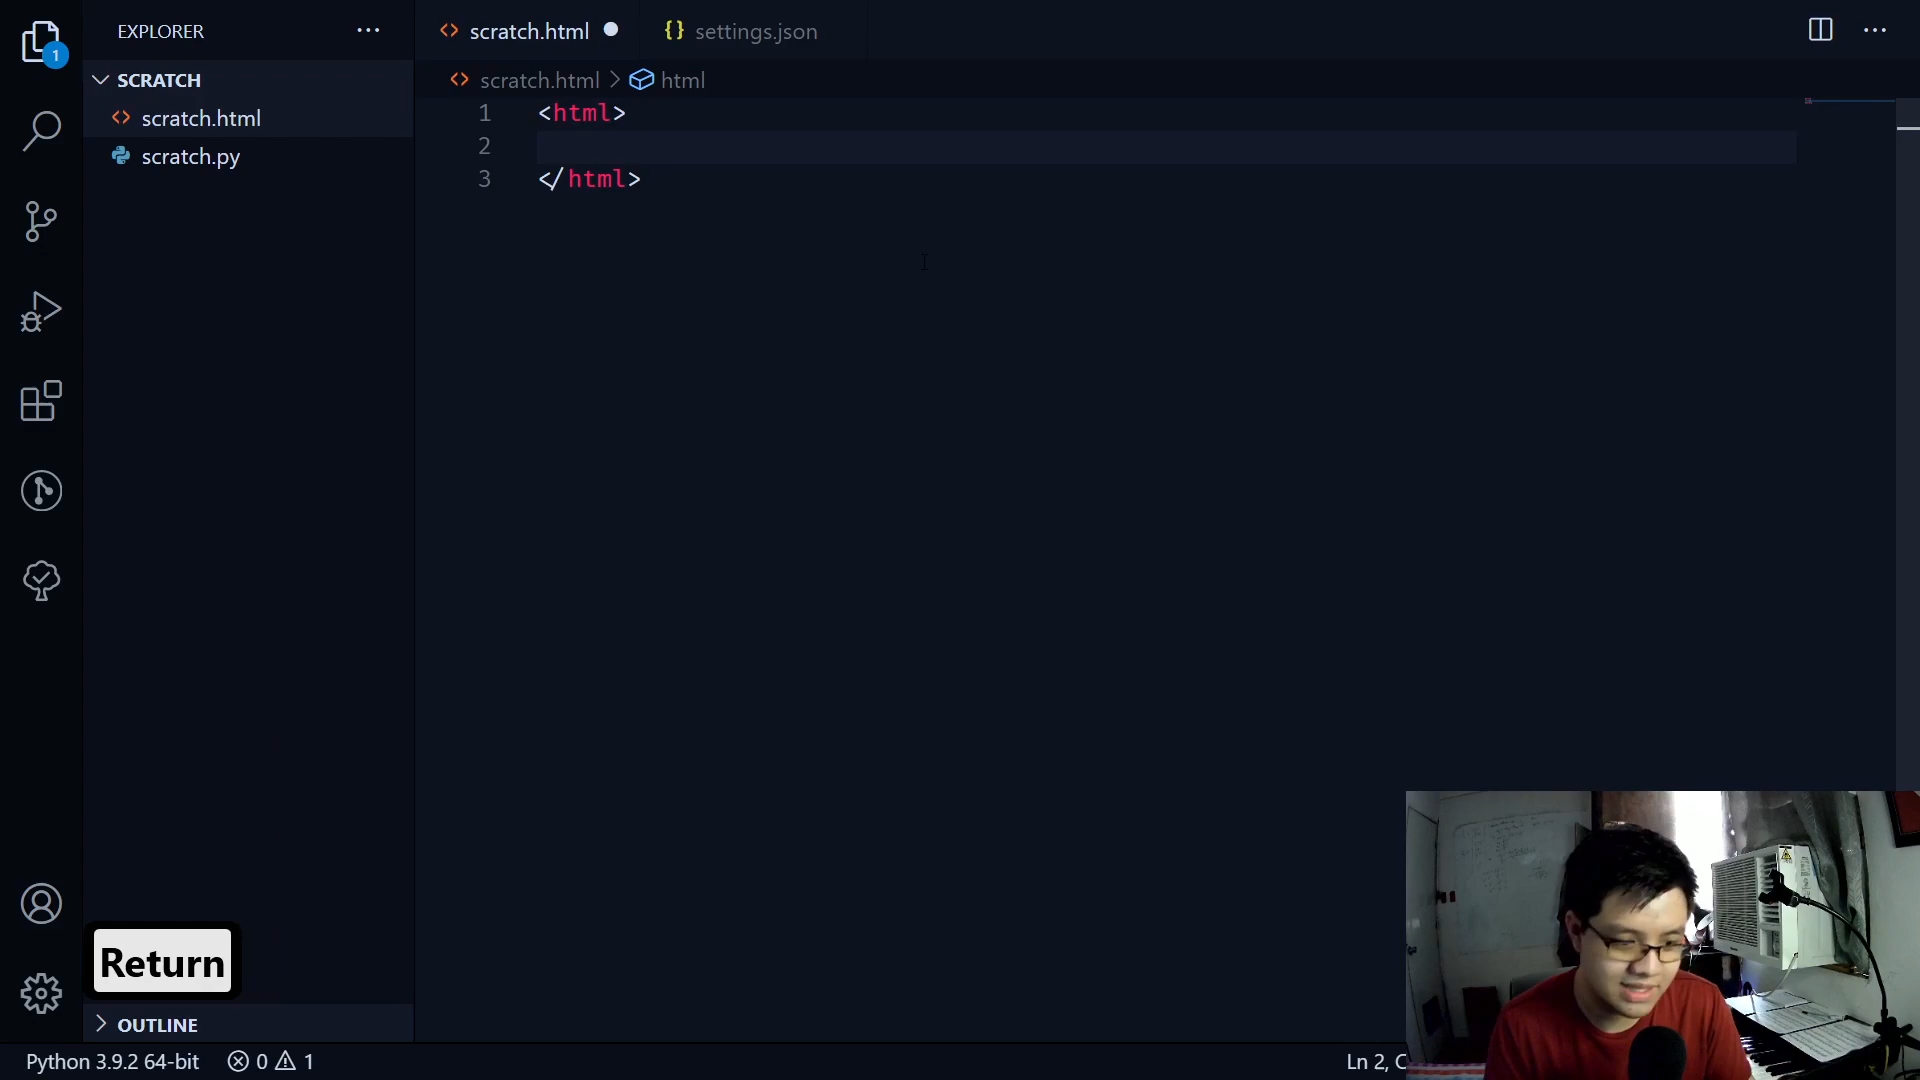 EXPLORER
SCRATCH
scratch.html
scratch.py
scratch.html
settings.json
scratch.html > html
1 <html>
2
3 </html>
1
Return
OUTLINE
Python 3.9.2 64-bit
0
1
Ln 2, C